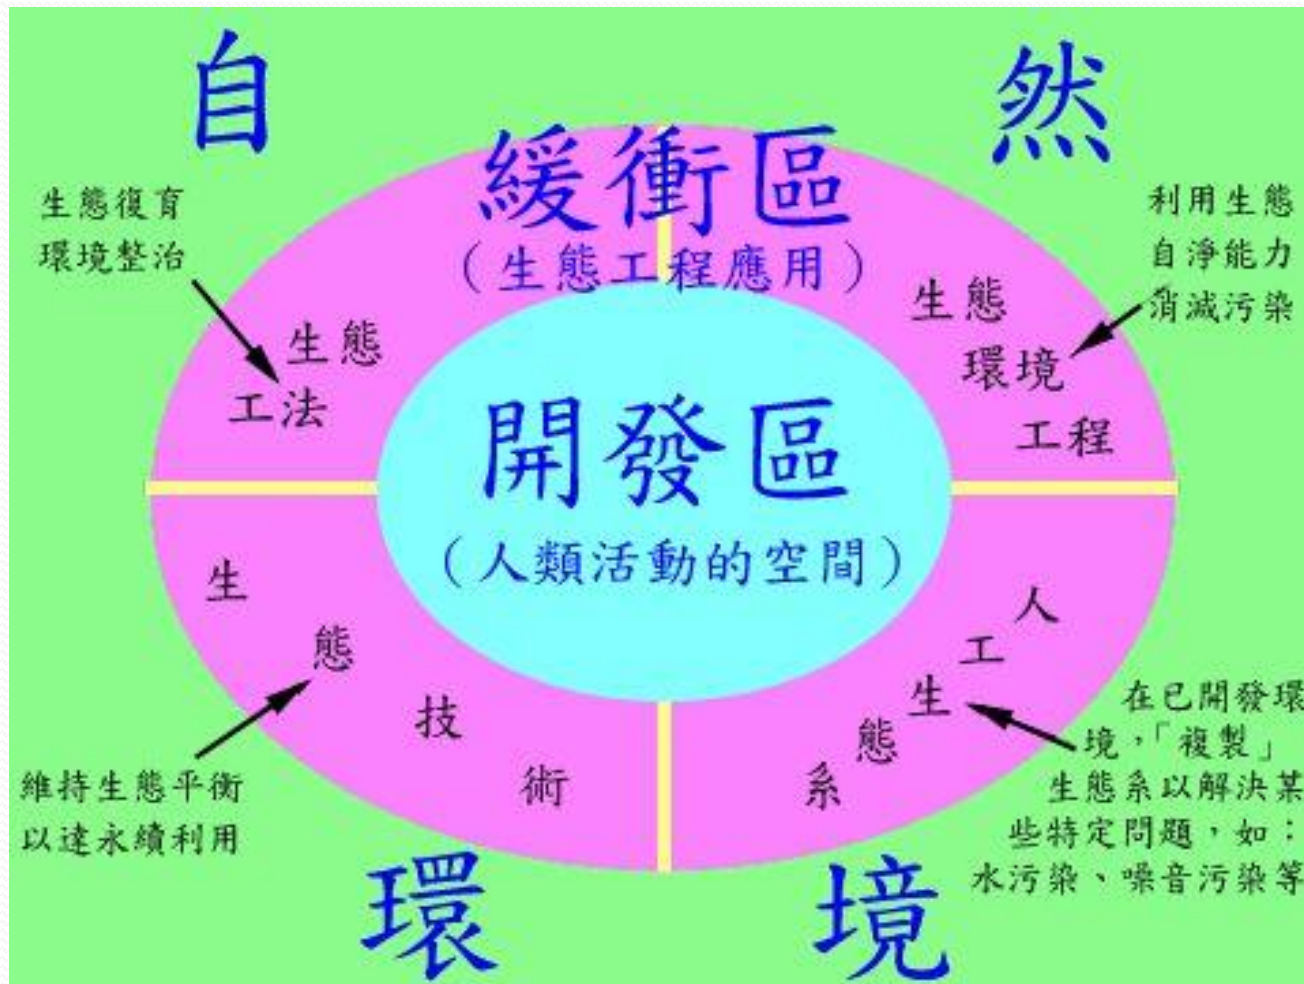 自然
緩衝區
（生態工程應用）
生態復育
環境整治
利用生態
自淨能力
消減污染
生態
工法
生態
環境
工程
開發區
（人類活動的空間）
生態技術
人工生態系
維持生態平衡
以達永續利用
在已開發環
境，「複製」
生態系以解決某
些特定問題，如：
水污染、噪音污染等
環境